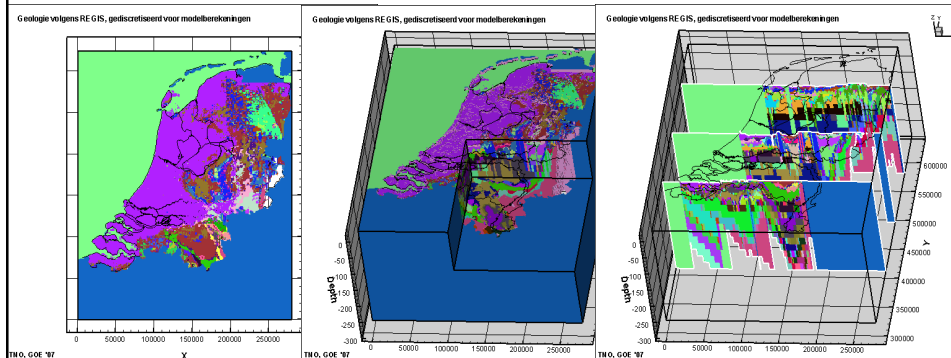 Geologie volgens REGIS, gediscretiseerd voor modelberekeningen
0 50000 100000 150000 200000 250000
X
TNO, GOE '07
Geologie volgens REGIS, gediscretiseerd voor modelberekeningen
0
-50
-100
-150
-200
-250
-300
Depth
0 50000 100000 150000 200000 250000
TNO, GOE '07
Geologie volgens REGIS, gediscretiseerd voor modelberekeningen
Z Y
600000
550000
500000
450000
400000
350000
300000
Y
0
-50
-100
-150
-200
-250
-300
Depth
0 50000 100000 150000 200000 250000
TNO, GOE '07